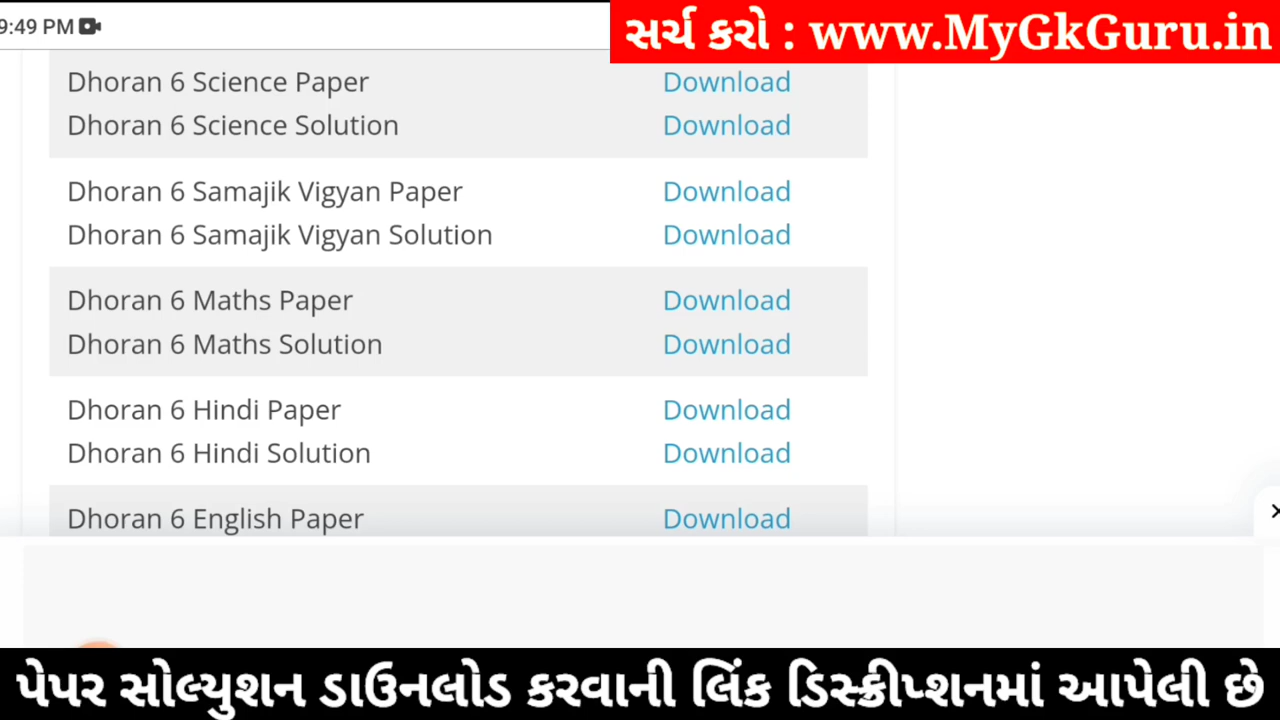 9:49 PM
સર્ચ કરો : www.MyGkGuru.in
Dhoran 6 Science Paper Download
Dhoran 6 Science Solution Download
Dhoran 6 Samajik Vigyan Paper Download
Dhoran 6 Samajik Vigyan Solution Download
Dhoran 6 Maths Paper Download
Dhoran 6 Maths Solution Download
Dhoran 6 Hindi Paper Download
Dhoran 6 Hindi Solution Download
Dhoran 6 English Paper Download
પેપર સોલ્યુશન ડાઉનલોડ કરવાની લિંક ડિસ્ક્રીપ્શનમાં આપેલી છે